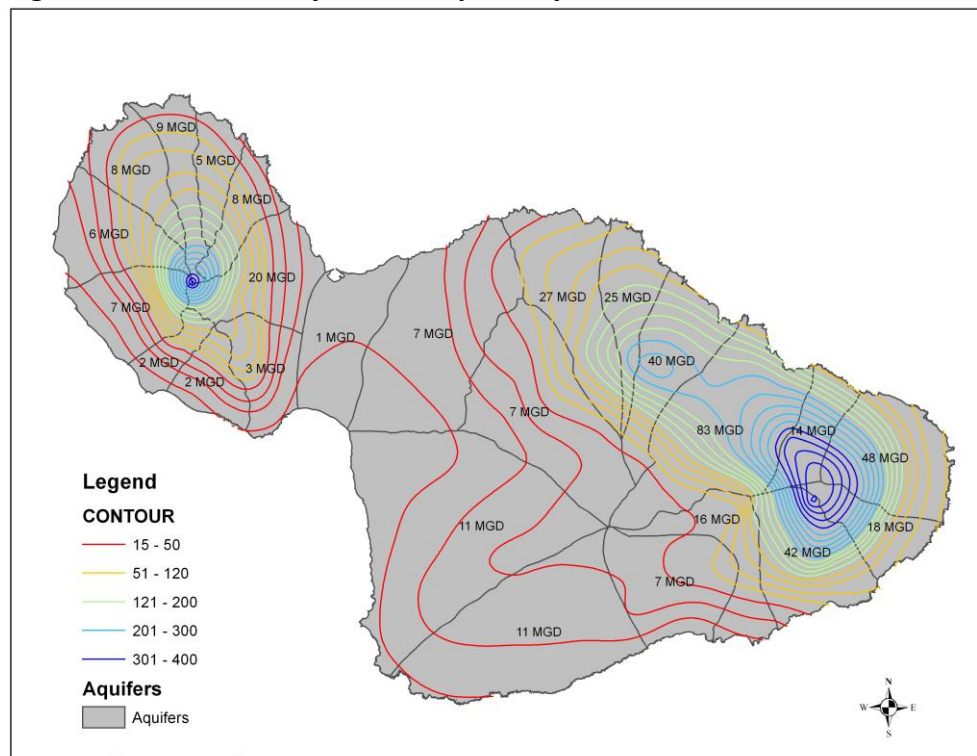 9 MGD
5 MGD
8 MGD
8 MGD
6 MGD
20 MGD
7 MGD
27 MGD
25 MGD
1 MGD
7 MGD
2 MGD
3 MGD
40 MGD
2 MGD
7 MGD
83 MGD
14 MGD
48 MGD
Legend
CONTOUR
15 - 50
51 - 120
121 - 200
201 - 300
301 - 400
Aquifers
Aquifers
11 MGD
16 MGD
18 MGD
42 MGD
7 MGD
11 MGD
N
W E
S